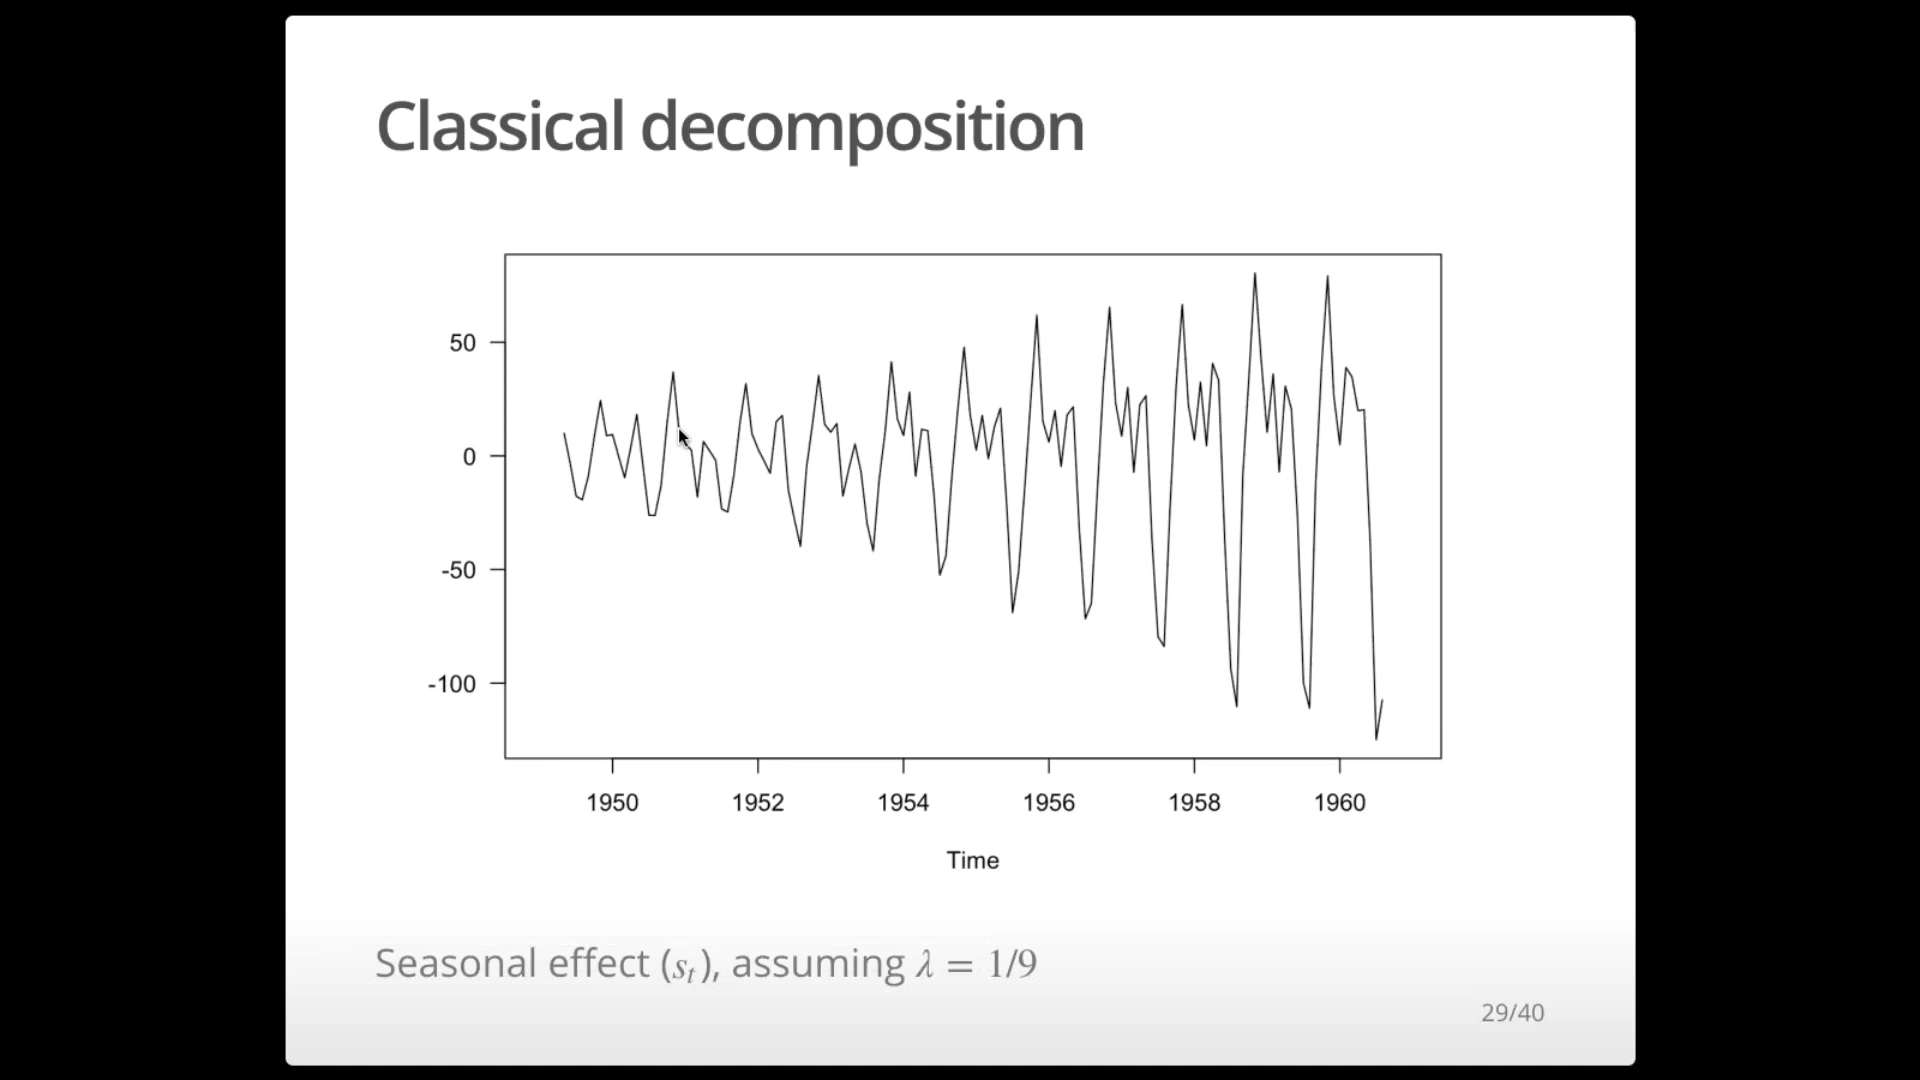 Classical decomposition
50
0
-50
-100
1950 1952 1954 1956 1958 1960
Time
Seasonal effect (sₜ), assuming λ = 1/9
29/40